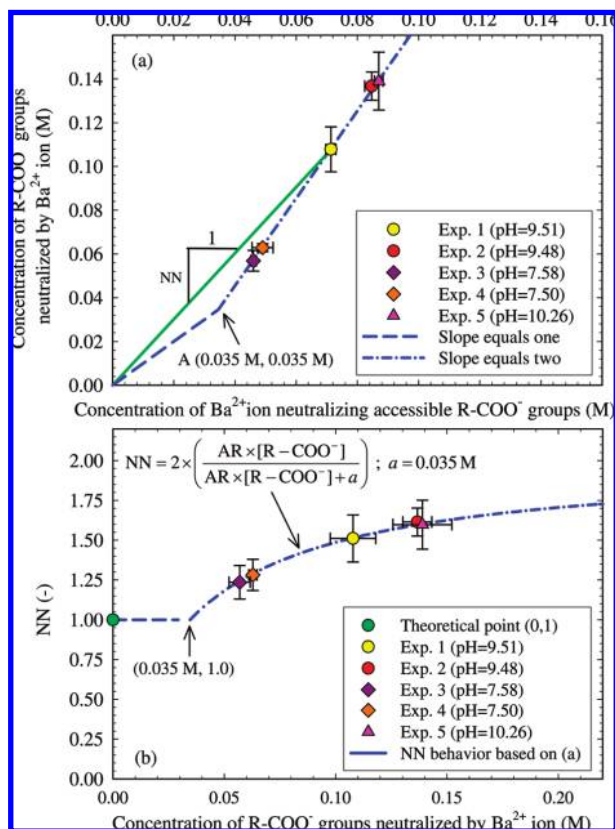 0.00 0.02 0.04 0.06 0.08 0.10 0.12 0.14 0.16
(a)
0.14
0.12
0.10
0.08
0.06
0.04
0.02
0.00
Concentration of R-COO⁻ groups
neutralized by Ba²⁺ ion (M)
1
NN
A (0.035 M, 0.035 M)
Exp. 1 (pH=9.51)
Exp. 2 (pH=9.48)
Exp. 3 (pH=7.58)
Exp. 4 (pH=7.50)
Exp. 5 (pH=10.26)
Slope equals one
Slope equals two
Concentration of Ba²⁺ion neutralizing accessible R-COO⁻ groups (M)
(b)
2.00
1.75
1.50
1.25
1.00
0.75
0.50
0.25
0.00
NN (-)
NN = 2×(AR×[R−COO⁻] / AR×[R−COO⁻]+a) ; a = 0.035 M
(0.035 M, 1.0)
Theoretical point (0,1)
Exp. 1 (pH=9.51)
Exp. 2 (pH=9.48)
Exp. 3 (pH=7.58)
Exp. 4 (pH=7.50)
Exp. 5 (pH=10.26)
NN behavior based on (a)
0.00 0.05 0.10 0.15 0.20
Concentration of R-COO⁻ groups neutralized by Ba²⁺ ion (M)